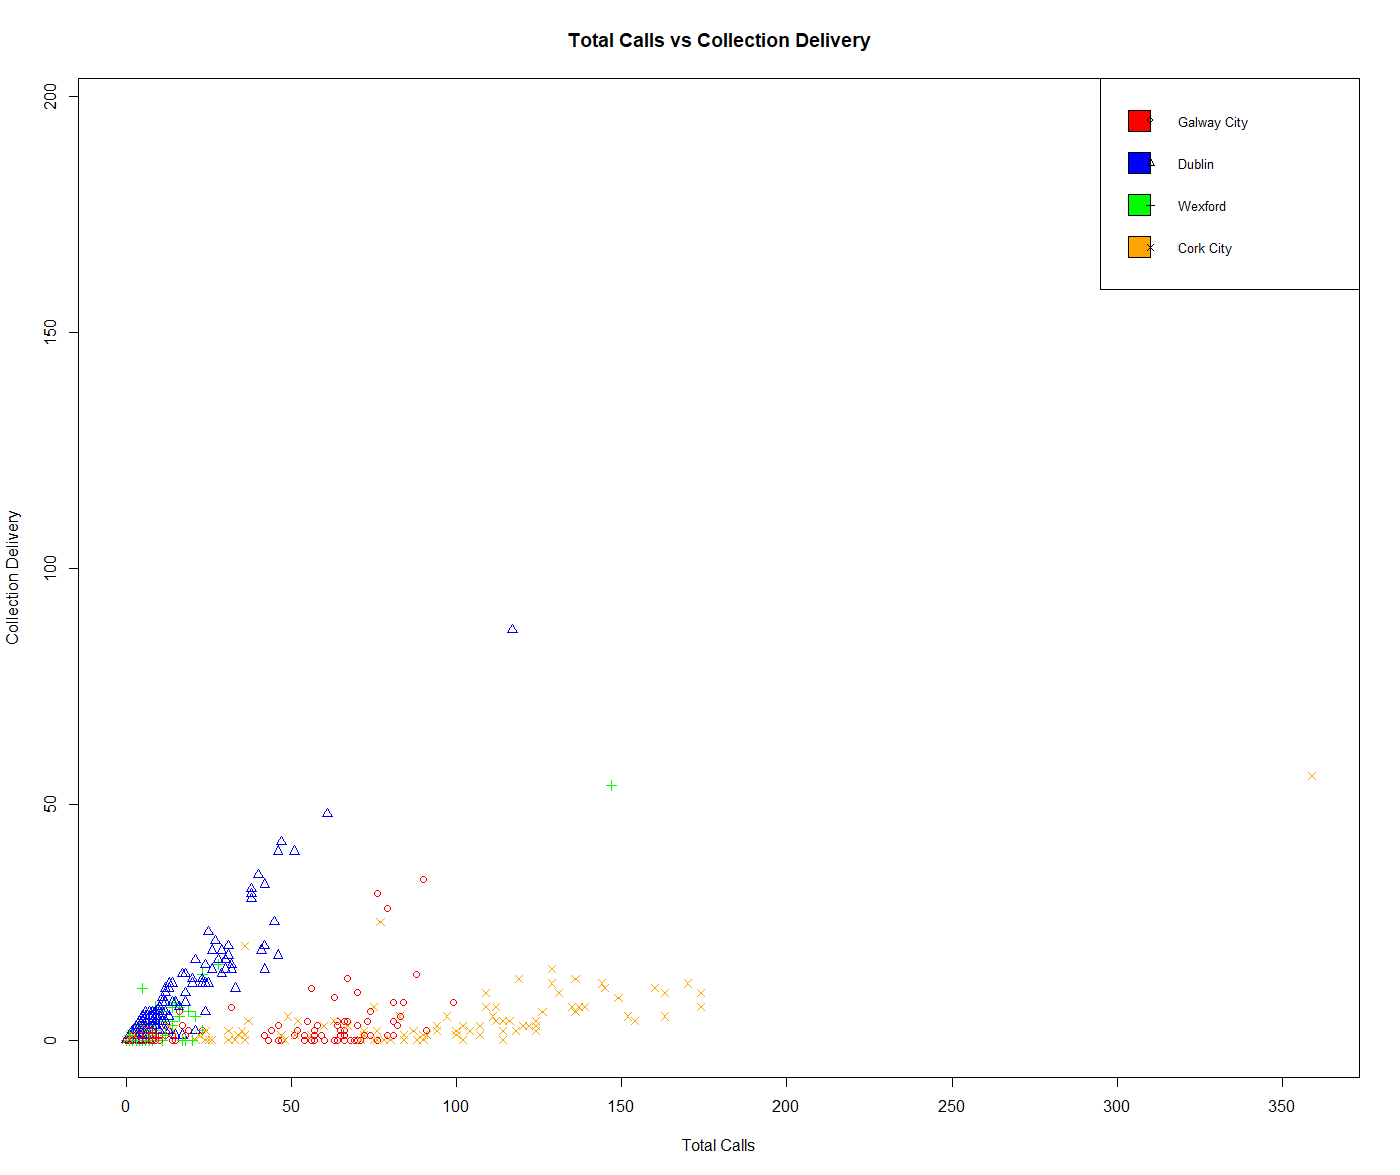 Total Calls vs Collection Delivery
Galway City
Dublin
Wexford
Cork City
Collection Delivery
200
150
100
50
0
0 50 100 150 200 250 300 350
Total Calls